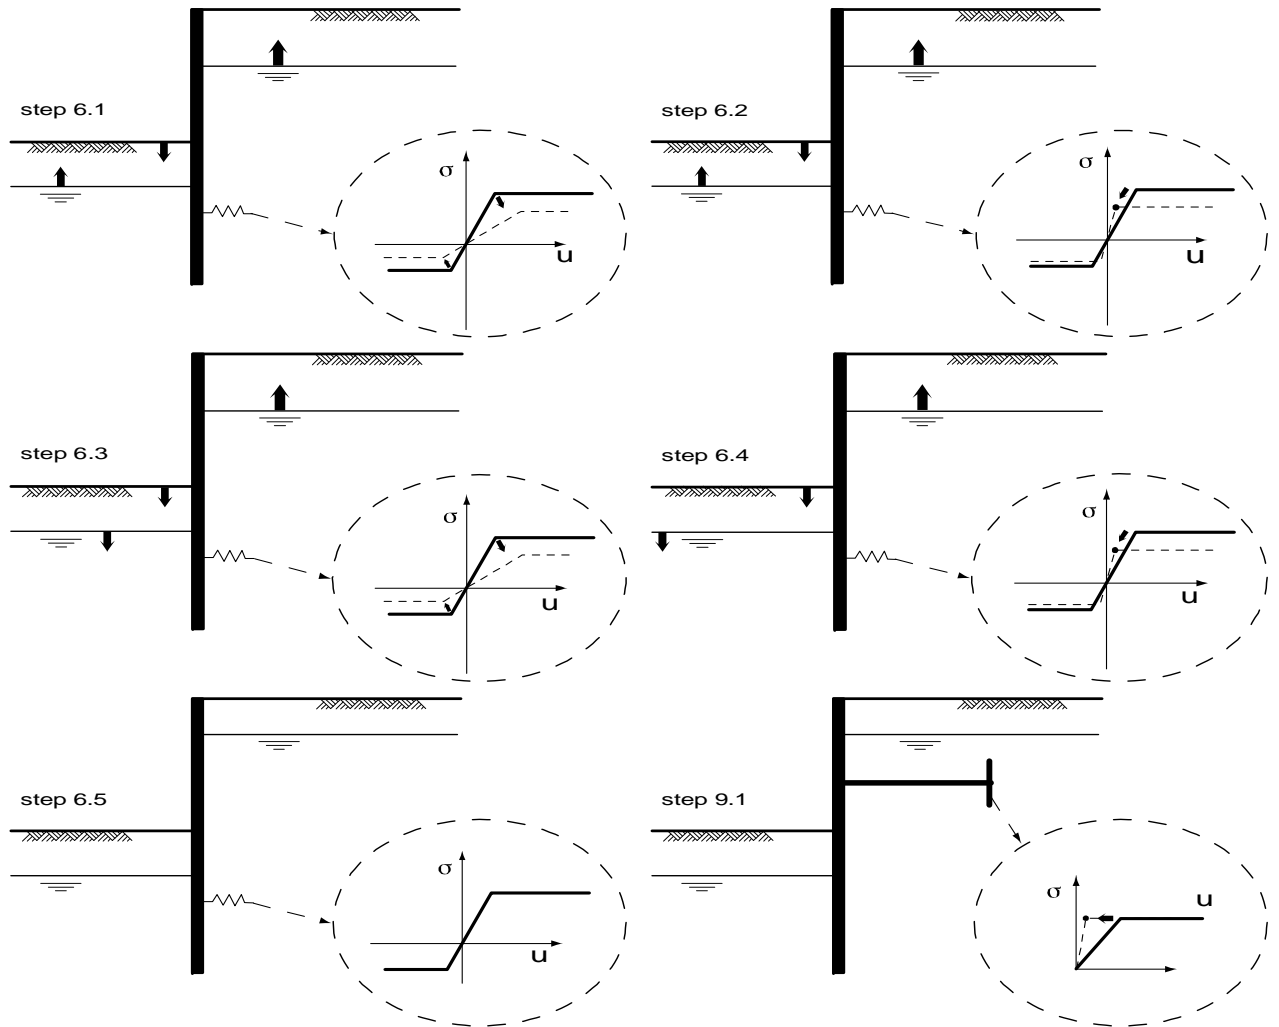 step 6.1
σ
u
step 6.2
σ
u
step 6.3
σ
u
step 6.4
σ
u
step 6.5
σ
u
step 9.1
σ
u